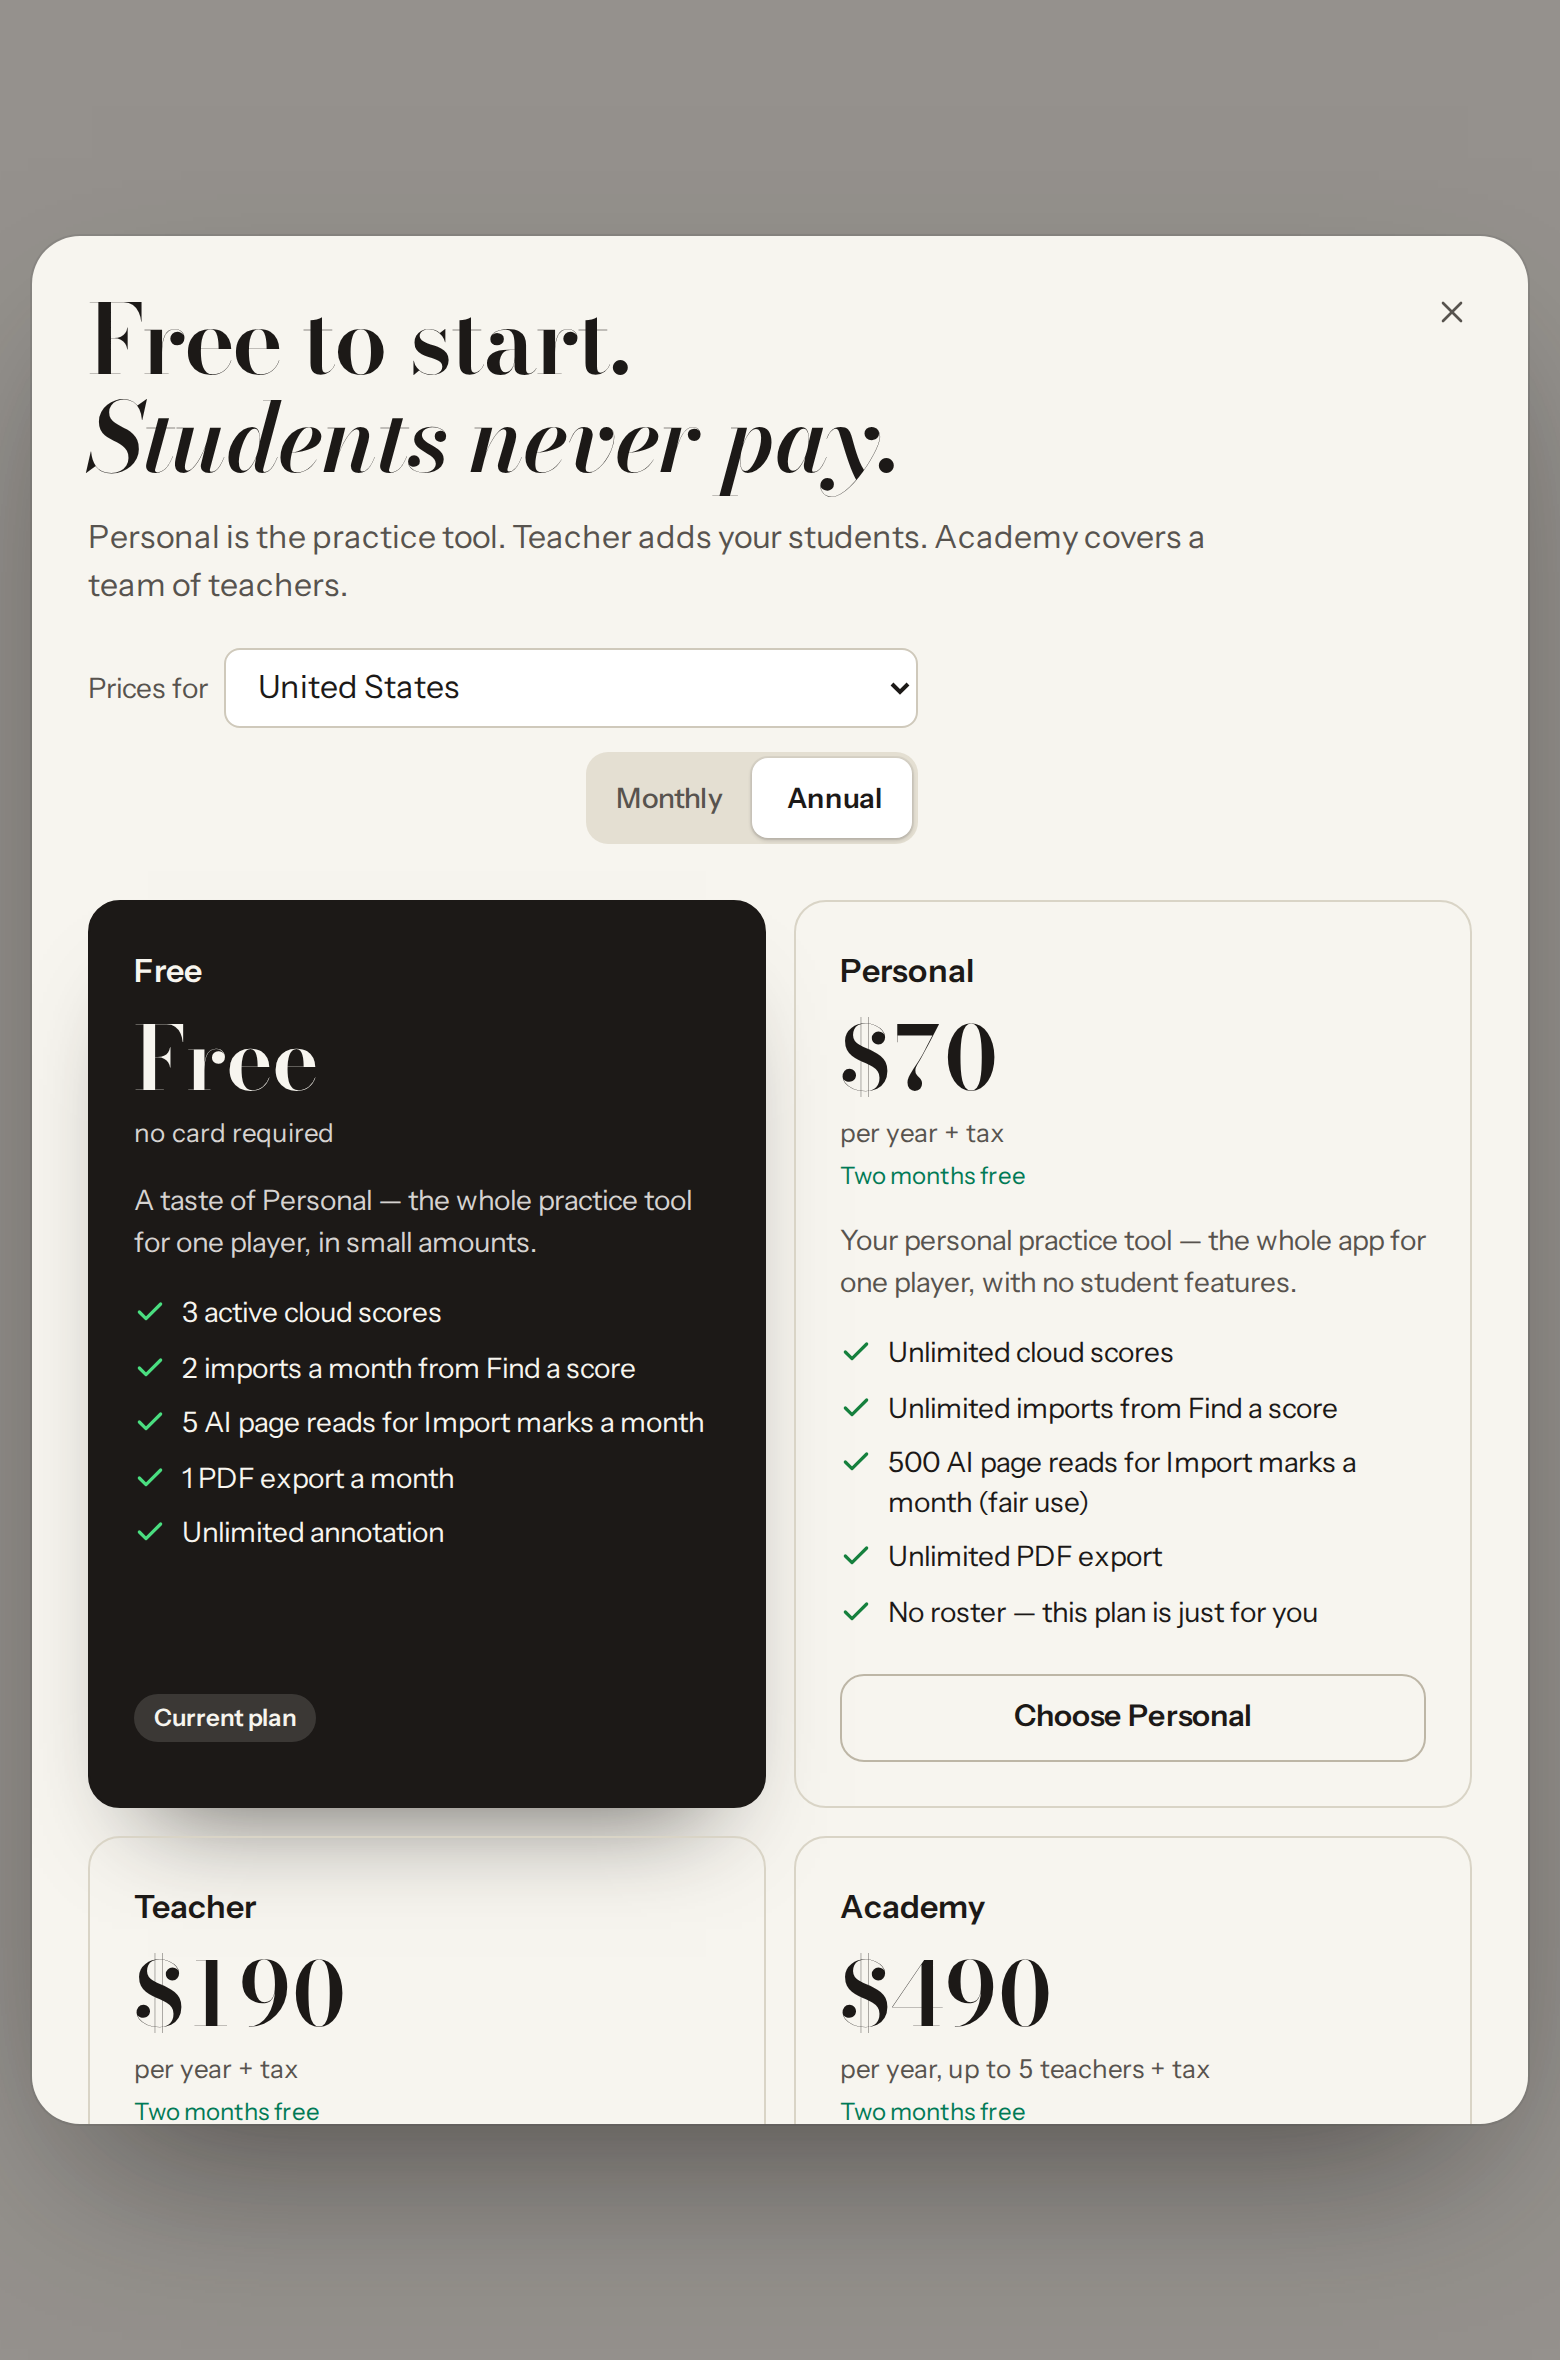 Free to start.
Students never pay.
Personal is the practice tool. Teacher adds your students. Academy covers a
team of teachers.
Prices for
United States
Monthly
Annual
Free
Free
no card required
A taste of Personal — the whole practice tool
for one player, in small amounts.
3 active cloud scores
2 imports a month from Find a score
5 AI page reads for Import marks a month
1 PDF export a month
Unlimited annotation
Current plan
Personal
$70
per year + tax
Two months free
Your personal practice tool — the whole app for
one player, with no student features.
Unlimited cloud scores
Unlimited imports from Find a score
500 AI page reads for Import marks a
month (fair use)
Unlimited PDF export
No roster — this plan is just for you
Choose Personal
Teacher
$190
per year + tax
Two months free
Academy
$490
per year, up to 5 teachers + tax
Two months free